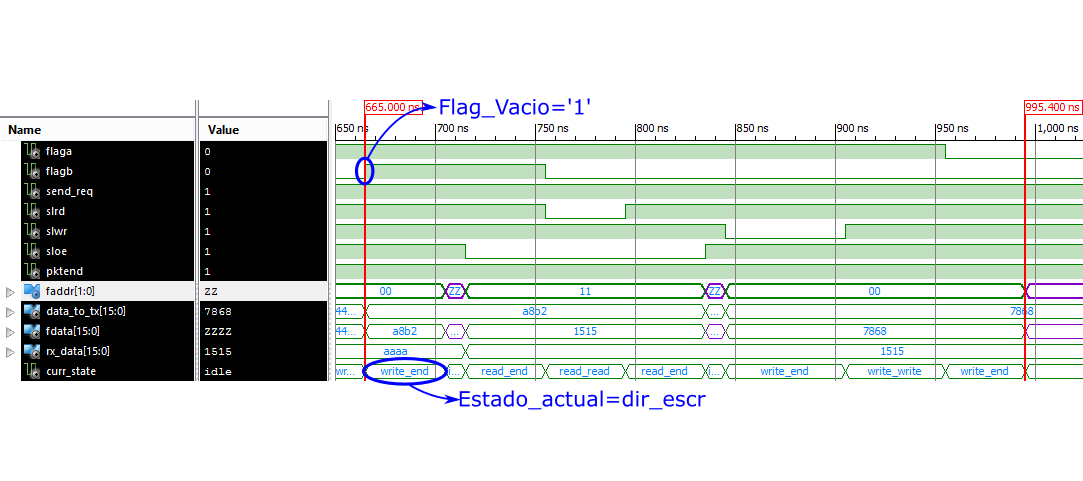 Flag_Vacio='1'
665.000 ns 995.400 ns
Name Value 650 ns 700 ns 750 ns 800 ns 850 ns 900 ns 950 ns 1,000 ns
flaga 0
flagb 0
send_req 1
slrd 1
slwr 1
sloe 1
pktend 1
faddr[1:0] ZZ 00 ZZ 11 ZZ 00
data_to_tx[15:0] 7868 44... a8b2 ... 7868
fdata[15:0] ZZZZ 44... a8b2 ... 1515 ... 7868
rx_data[15:0] 1515 aaaa 1515
curr_state idle wr... write_end i... read_end read_read read_end i... write_end write_write write_end
Estado_actual=dir_escr